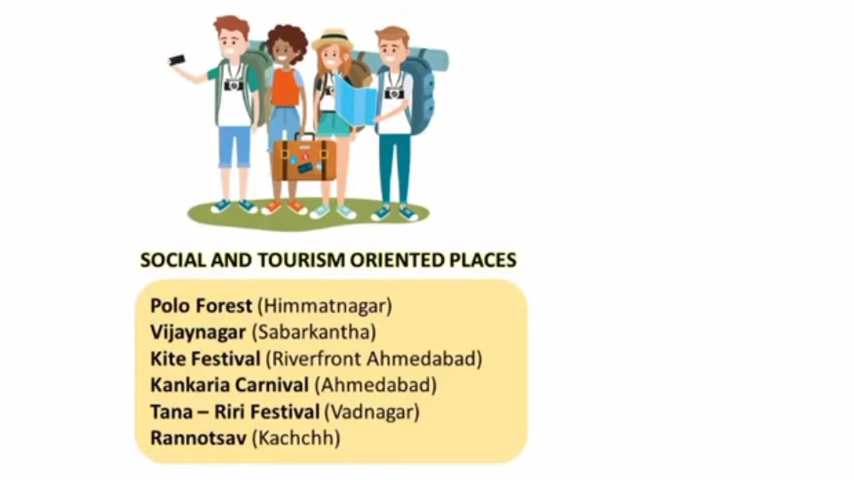 SOCIAL AND TOURISM ORIENTED PLACES
Polo Forest (Himmatnagar)
Vijaynagar (Sabarkantha)
Kite Festival (Riverfront Ahmedabad)
Kankaria Carnival (Ahmedabad)
Tana – Riri Festival (Vadnagar)
Rannotsav (Kachchh)